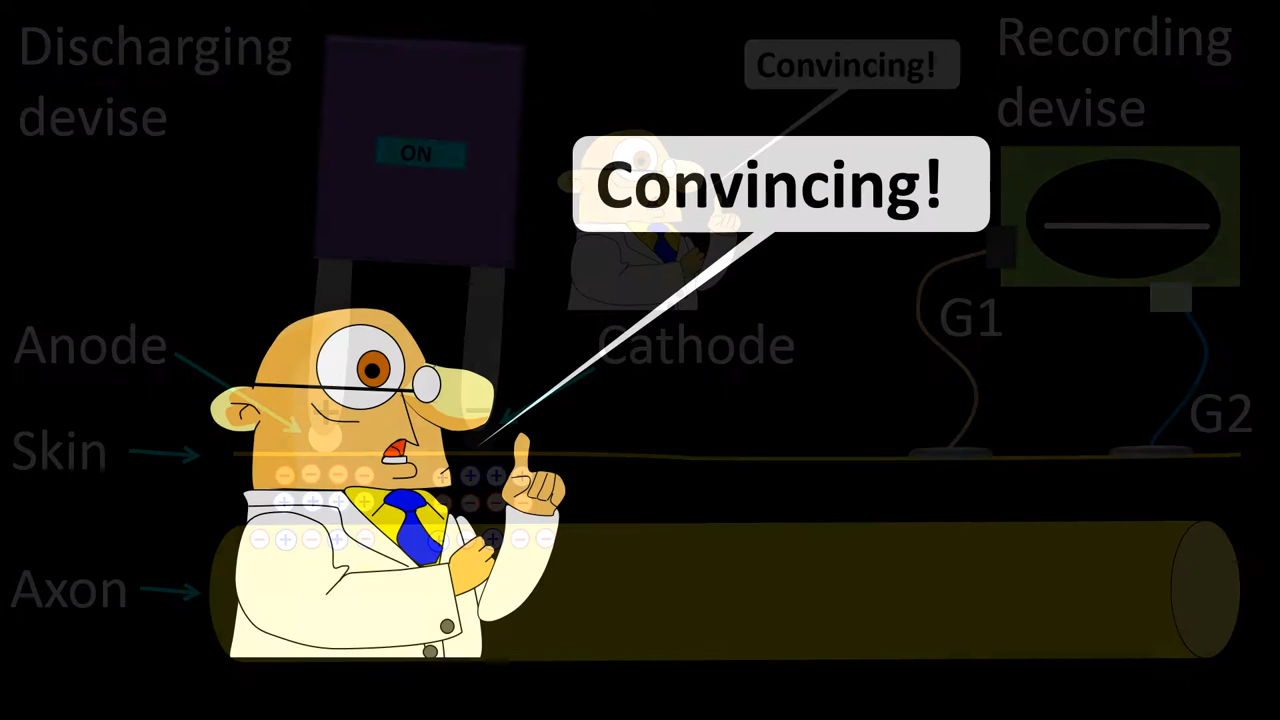 Discharging
devise
ON
Convincing!
Recording
devise
Convincing!
Anode
Cathode
G1
G2
Skin
Axon